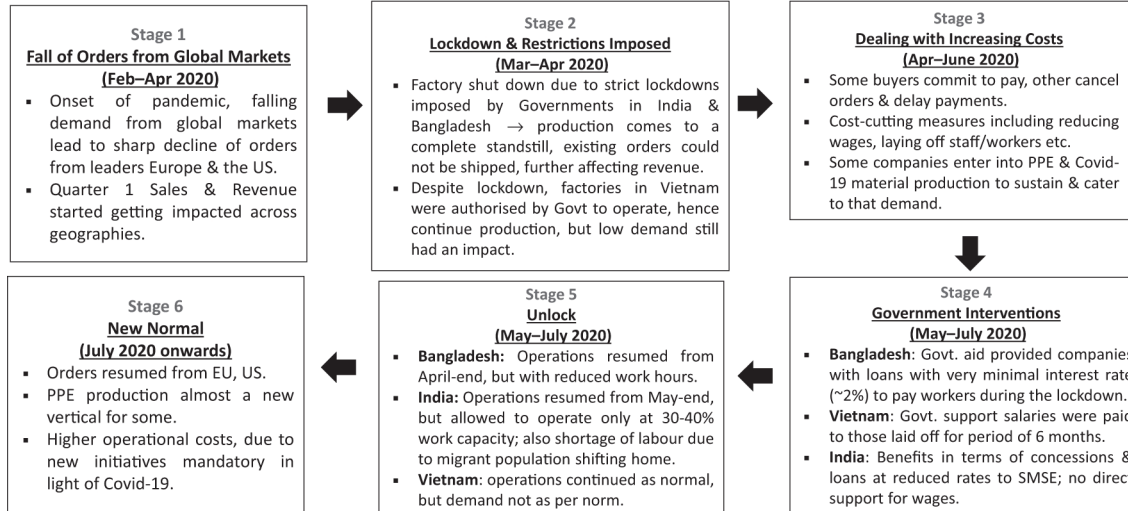 Stage 1
Fall of Orders from Global Markets
(Feb–Apr 2020)
▪ Onset of pandemic, falling
demand from global markets
lead to sharp decline of orders
from leaders Europe & the US.
▪ Quarter 1 Sales & Revenue
started getting impacted across
geographies.
Stage 2
Lockdown & Restrictions Imposed
(Mar–Apr 2020)
▪ Factory shut down due to strict lockdowns
imposed by Governments in India &
Bangladesh → production comes to a
complete standstill, existing orders could
not be shipped, further affecting revenue.
▪ Despite lockdown, factories in Vietnam
were authorised by Govt to operate, hence
continue production, but low demand still
had an impact.
Stage 3
Dealing with Increasing Costs
(Apr–June 2020)
▪ Some buyers commit to pay, other cancel
orders & delay payments.
▪ Cost-cutting measures including reducing
wages, laying off staff/workers etc.
▪ Some companies enter into PPE & Covid-
19 material production to sustain & cater
to that demand.
Stage 4
Government Interventions
(May–July 2020)
▪ Bangladesh: Govt. aid provided companies
with loans with very minimal interest rate
(~2%) to pay workers during the lockdown.
▪ Vietnam: Govt. support salaries were paid
to those laid off for period of 6 months.
▪ India: Benefits in terms of concessions &
loans at reduced rates to SMSE; no direct
support for wages.
Stage 5
Unlock
(May–July 2020)
▪ Bangladesh: Operations resumed from
April-end, but with reduced work hours.
▪ India: Operations resumed from May-end,
but allowed to operate only at 30-40%
work capacity; also shortage of labour due
to migrant population shifting home.
▪ Vietnam: operations continued as normal,
but demand not as per norm.
Stage 6
New Normal
(July 2020 onwards)
▪ Orders resumed from EU, US.
▪ PPE production almost a new
vertical for some.
▪ Higher operational costs, due to
new initiatives mandatory in
light of Covid-19.